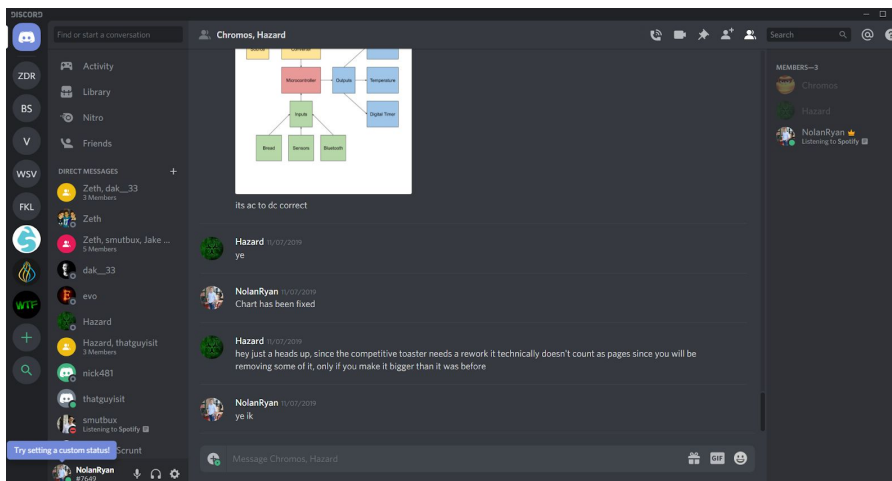 DISCORD
Find or start a conversation
Chromos, Hazard
Search
ZDR
BS
V
WSV
FKL
WTF
Activity
Library
Nitro
Friends
DIRECT MESSAGES
Zeth, dak__33
3 Members
Zeth
Zeth, smutbux, Jake ...
5 Members
dak__33
evo
Hazard
Hazard, thatguyisit
3 Members
nick481
thatguyisit
smutbux
Listening to Spotify
Scrunt
Try setting a custom status!
NolanRyan
#7649
Converter
Microcontroller
Outputs
Temperature
Inputs
Digital Timer
Bread
Sensors
Bluetooth
its ac to dc correct
Hazard 11/07/2019
ye
NolanRyan 11/07/2019
Chart has been fixed
Hazard 11/07/2019
hey just a heads up, since the competitive toaster needs a rework it technically doesn't count as pages since you will be
removing some of it, only if you make it bigger than it was before
NolanRyan 11/07/2019
ye ik
Message Chromos, Hazard
GIF
MEMBERS—3
Chromos
Hazard
NolanRyan
Listening to Spotify